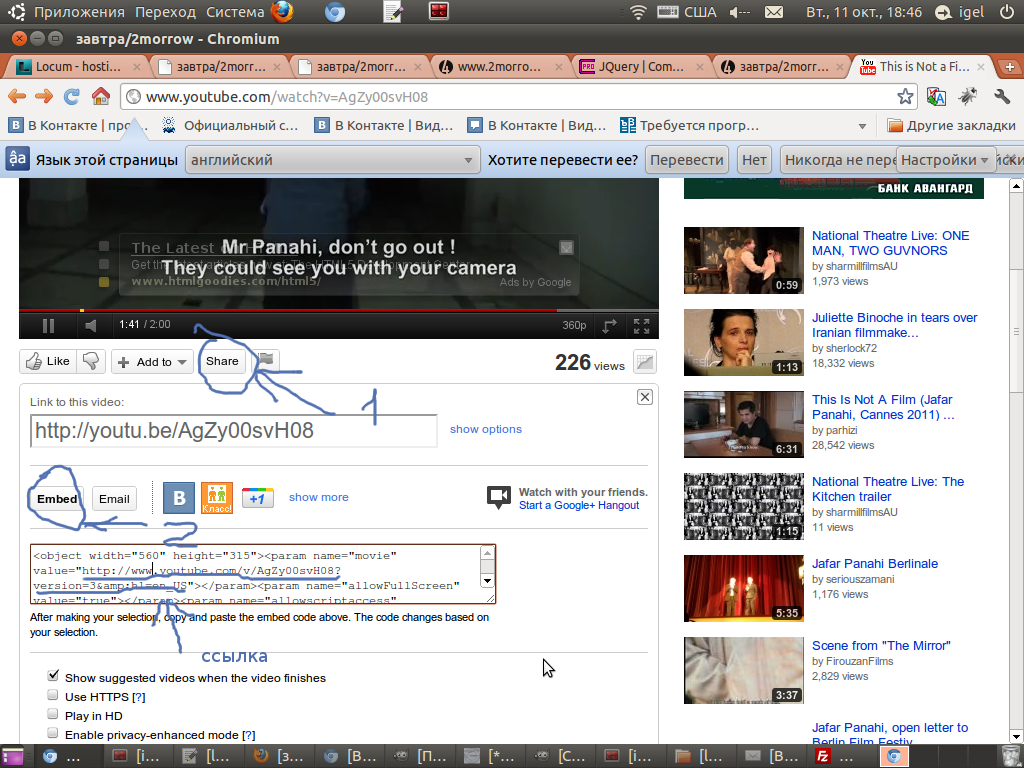 Приложения Переход Система США Вт., 11 окт., 18:46 igel
завтра/2morrow - Chromium
Locum - hosti... завтра/2morr... завтра/2morr... www.2morro... JQuery | Com... завтра/2morr... This is Not a Fi...
www.youtube.com/watch?v=AgZy00svH08
В Контакте | про... Официальный с... В Контакте | Вид... В Контакте | Вид... Требуется прогр... Другие закладки
Язык этой страницы английский Хотите перевести ее? Перевести Нет Никогда не пере Настройки
БАНК АВАНГАРД
The Latest
Mr Panahi, don't go out !
They could see you with your camera
www.htmlgoodies.com/html5/
Ads by Google
1:41 / 2:00 360p
Like Add to Share 226 views
1
Link to this video:
http://youtu.be/AgZy00svH08 show options
Embed Email B Класс! +1 show more
Watch with your friends.
Start a Google+ Hangout
2
<object width="560" height="315"><param name="movie"
value="http://www.youtube.com/v/AgZy00svH08?
version=3&amp;hl=en_US"></param><param name="allowFullScreen"
value="true"></param><param name="allowscriptaccess"
After making your selection, copy and paste the embed code above. The code changes based on
your selection.
ссылка
Show suggested videos when the video finishes
Use HTTPS [?]
Play in HD
Enable privacy-enhanced mode [?]
National Theatre Live: ONE
MAN, TWO GUVNORS
by sharmillfilmsAU
1,973 views
0:59
Juliette Binoche in tears over
Iranian filmmake...
by sherlock72
18,332 views
1:13
This Is Not A Film (Jafar
Panahi, Cannes 2011) ...
by parhizi
28,542 views
6:31
National Theatre Live: The
Kitchen trailer
by sharmillfilmsAU
11 views
1:15
Jafar Panahi Berlinale
by seriouszamani
1,176 views
5:35
Scene from "The Mirror"
by FirouzanFilms
2,829 views
3:37
Jafar Panahi, open letter to
Berlin Film Festiv...
... [i... [l... [з... [В... [П... [*... [С... [i... [l... [В... ...